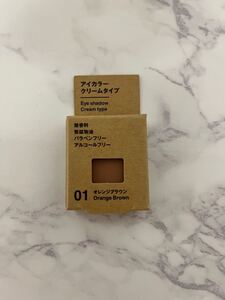 アイカラー
クリームタイプ
Eye shadow
Cream type
無香料
無鉱物油
パラベンフリー
アルコールフリー
01
オレンジブラウン
Orange Brown